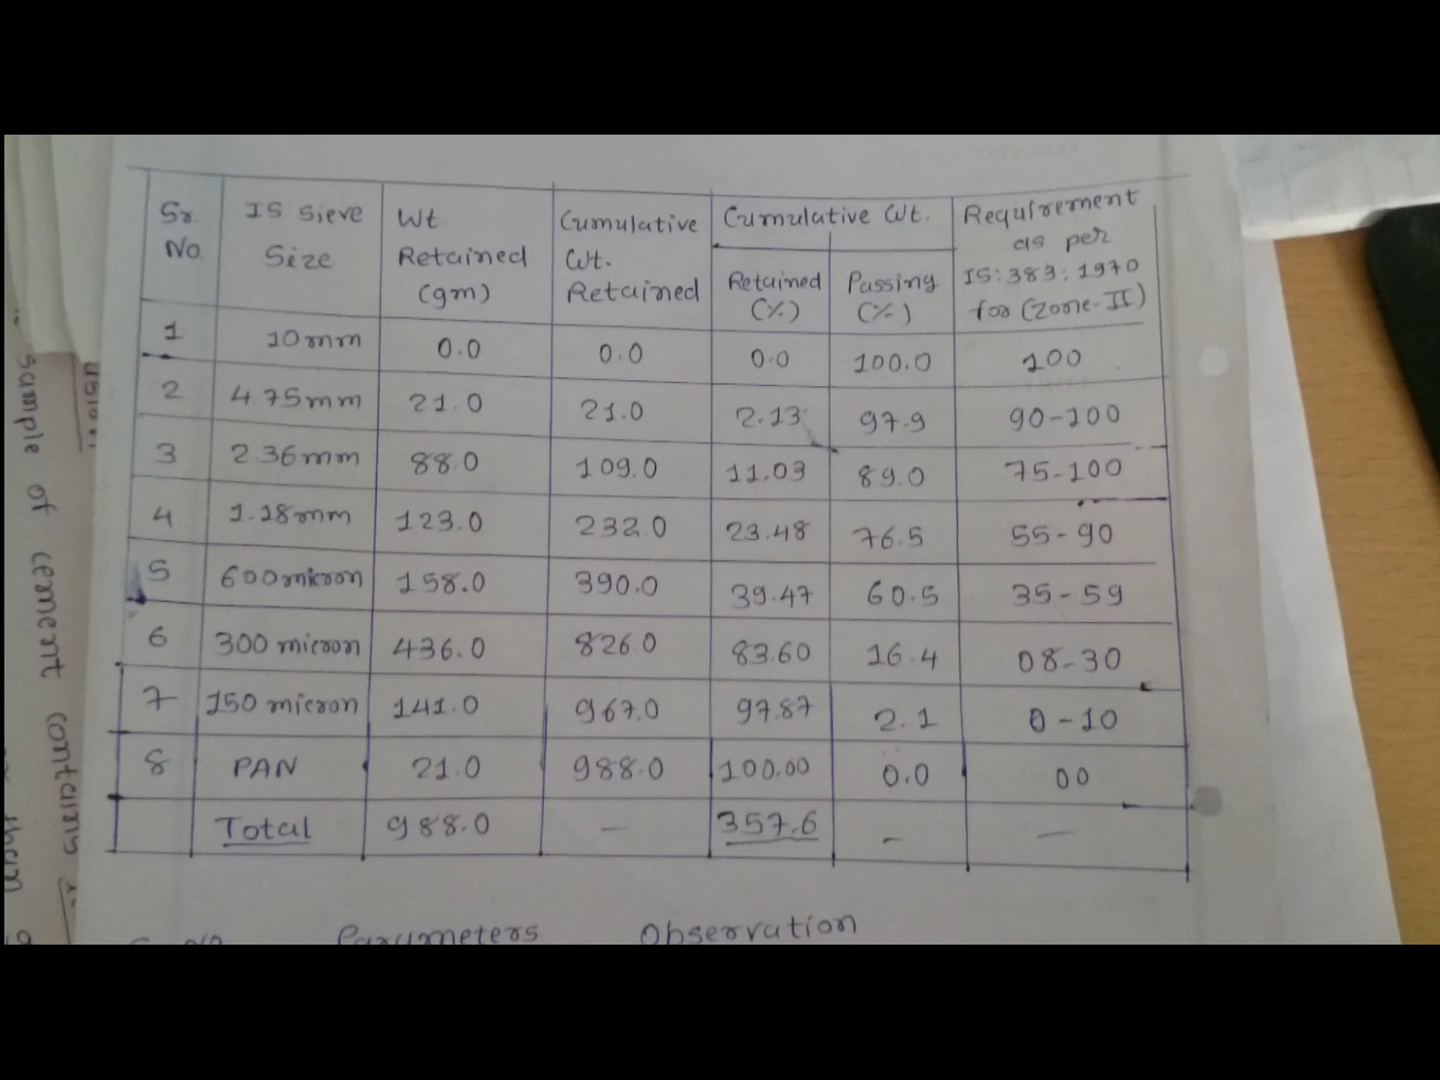 Sr. No. | IS Sieve Size | Wt Retained (gm) | Cumulative Wt. Retained | Cumulative Wt. Retained (%) | Passing (%) | Requirement as per IS:383:1970 for (Zone-II)
1 | 10mm | 0.0 | 0.0 | 0.0 | 100.0 | 100
2 | 4.75mm | 21.0 | 21.0 | 2.13 | 97.9 | 90-100
3 | 2.36mm | 88.0 | 109.0 | 11.03 | 89.0 | 75-100
4 | 1.18mm | 123.0 | 232.0 | 23.48 | 76.5 | 55-90
5 | 600 micron | 158.0 | 390.0 | 39.47 | 60.5 | 35-59
6 | 300 micron | 436.0 | 826.0 | 83.60 | 16.4 | 08-30
7 | 150 micron | 141.0 | 967.0 | 97.87 | 2.1 | 0-10
8 | PAN | 21.0 | 988.0 | 100.00 | 0.0 | 00
Total | 988.0 | — | 357.6 | – | —
Parameters Observation
sample of cement contains